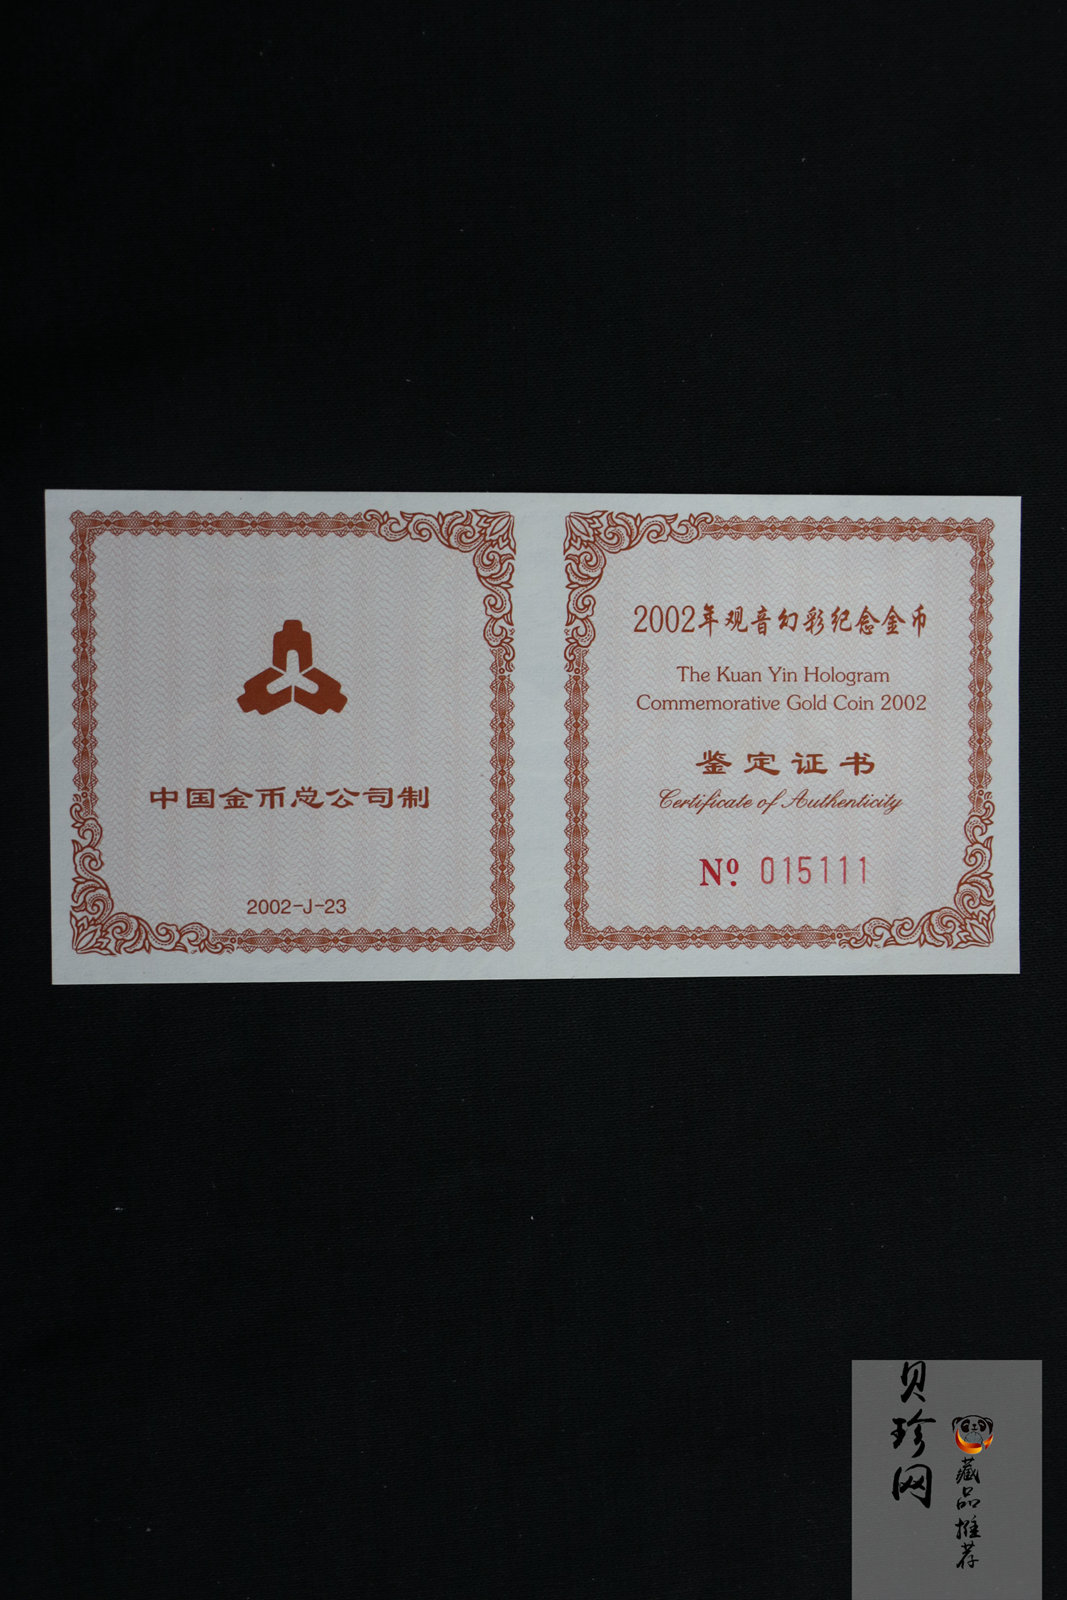 中国金币总公司制
2002-J-23
2002年观音幻彩纪念金币
The Kuan Yin Hologram
Commemorative Gold Coin 2002
鉴定证书
Certificate of Authenticity
Nº 015111
贝珍网
藏品推荐